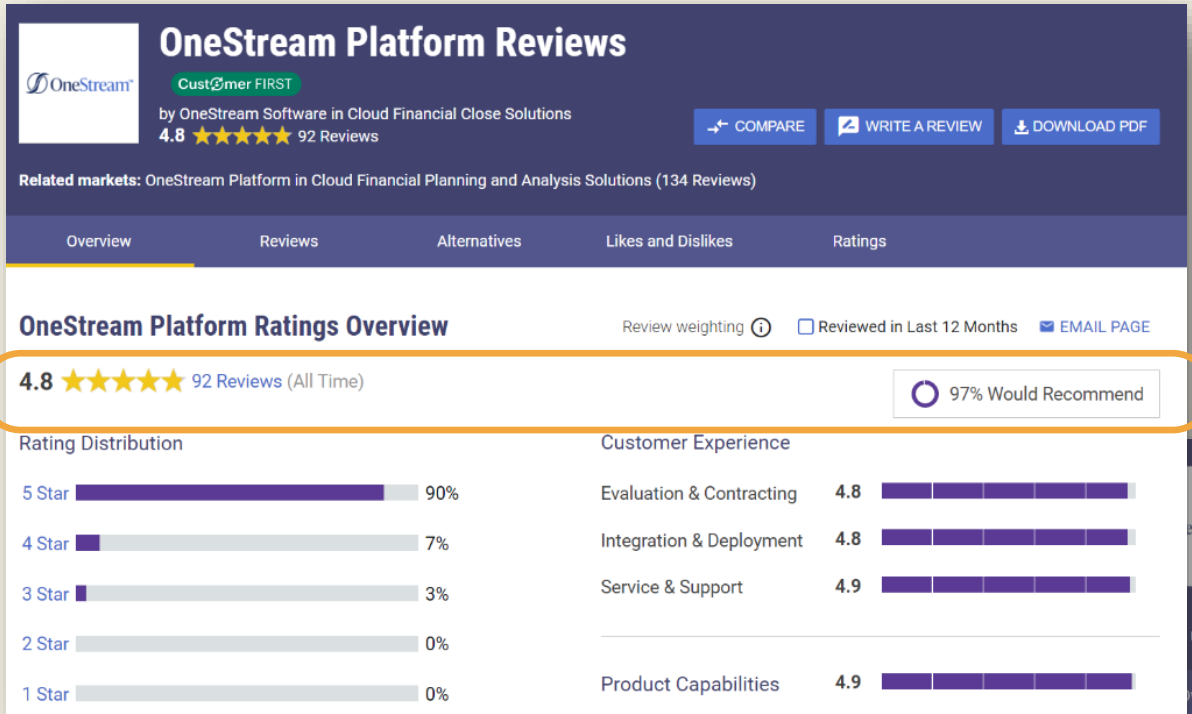 OneStream Platform Reviews
OneStream
Customer FIRST
by OneStream Software in Cloud Financial Close Solutions
4.8 92 Reviews
COMPARE
WRITE A REVIEW
DOWNLOAD PDF
Related markets: OneStream Platform in Cloud Financial Planning and Analysis Solutions (134 Reviews)
Overview Reviews Alternatives Likes and Dislikes Ratings
OneStream Platform Ratings Overview
Review weighting Reviewed in Last 12 Months EMAIL PAGE
4.8 92 Reviews (All Time)
97% Would Recommend
Rating Distribution
5 Star 90%
4 Star 7%
3 Star 3%
2 Star 0%
1 Star 0%
Customer Experience
Evaluation & Contracting 4.8
Integration & Deployment 4.8
Service & Support 4.9
Product Capabilities 4.9